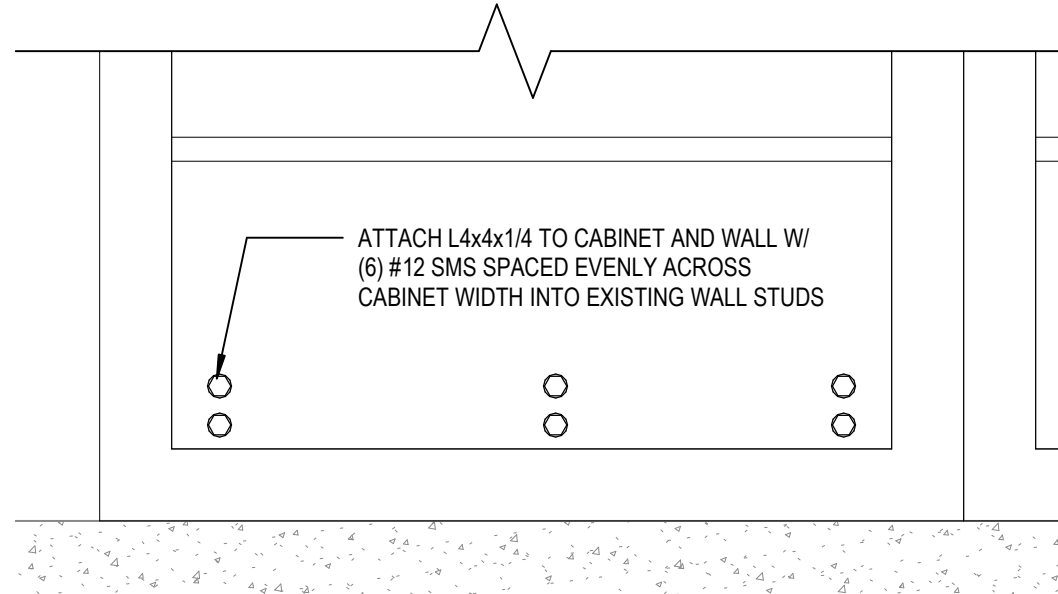 ATTACH L4x4x1/4 TO CABINET AND WALL W/
(6) #12 SMS SPACED EVENLY ACROSS
CABINET WIDTH INTO EXISTING WALL STUDS